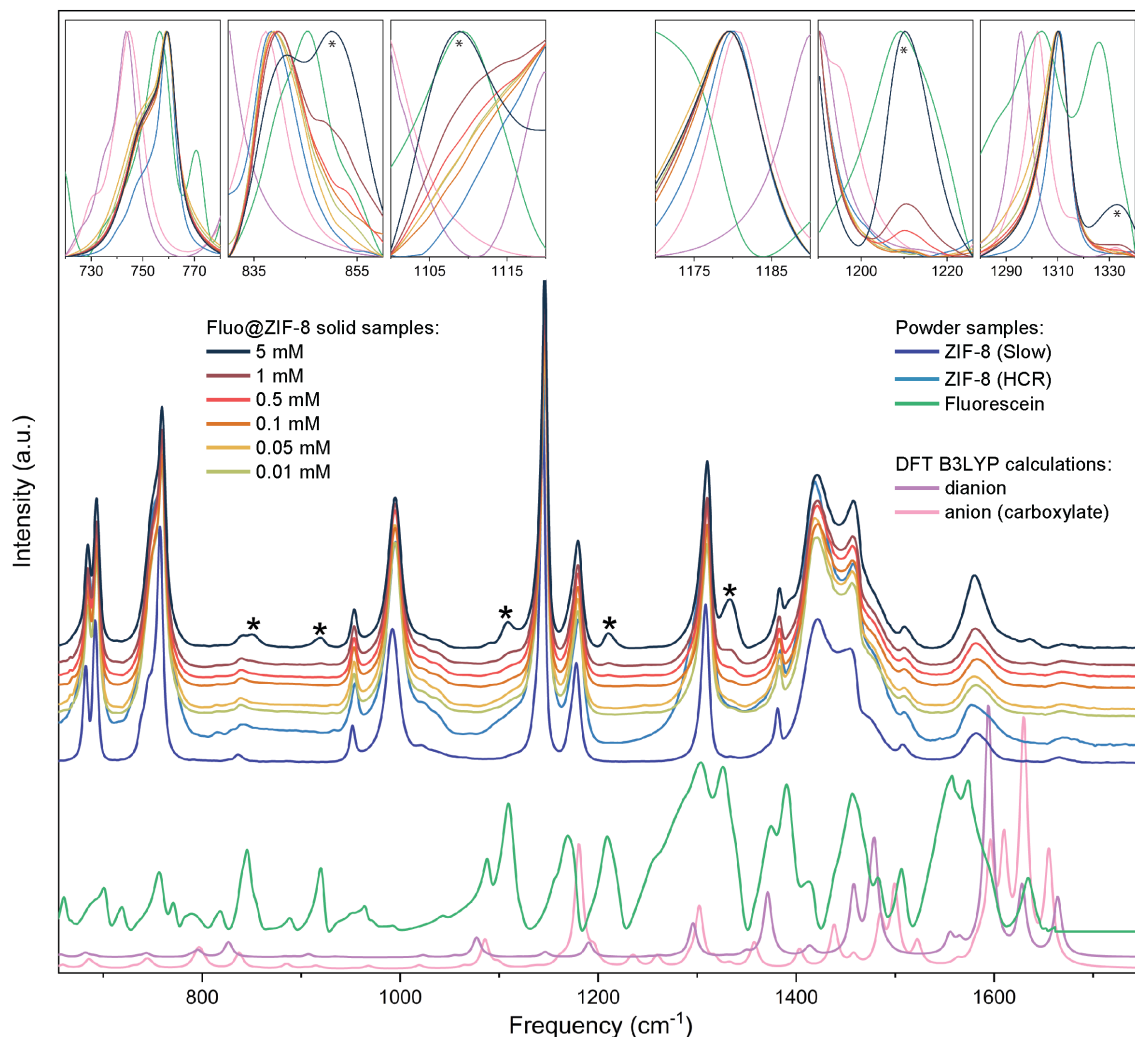 * * * *
730 750 770 835 855 1105 1115 1175 1185 1200 1220 1290 1310 1330
Fluo@ZIF-8 solid samples:
5 mM
1 mM
0.5 mM
0.1 mM
0.05 mM
0.01 mM
Powder samples:
ZIF-8 (Slow)
ZIF-8 (HCR)
Fluorescein
DFT B3LYP calculations:
dianion
anion (carboxylate)
* * * * *
Intensity (a.u.)
800 1000 1200 1400 1600
Frequency (cm⁻¹)